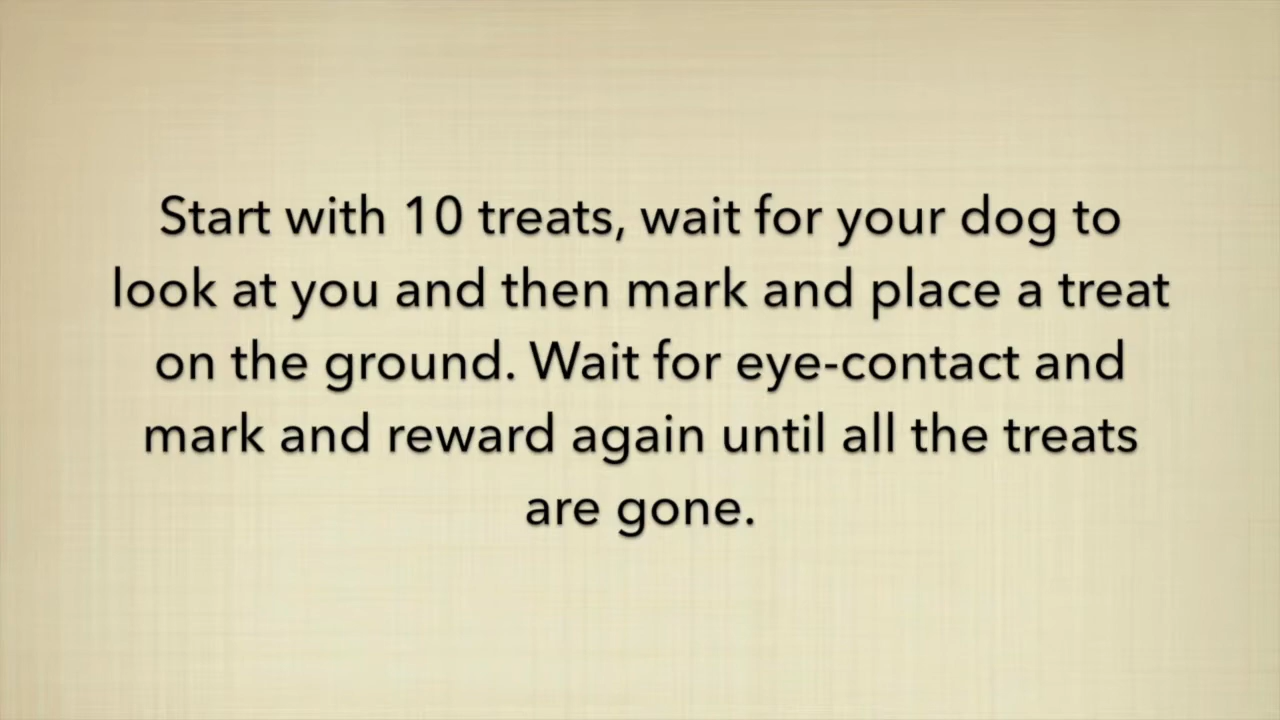 Start with 10 treats, wait for your dog to
look at you and then mark and place a treat
on the ground. Wait for eye-contact and
mark and reward again until all the treats
are gone.